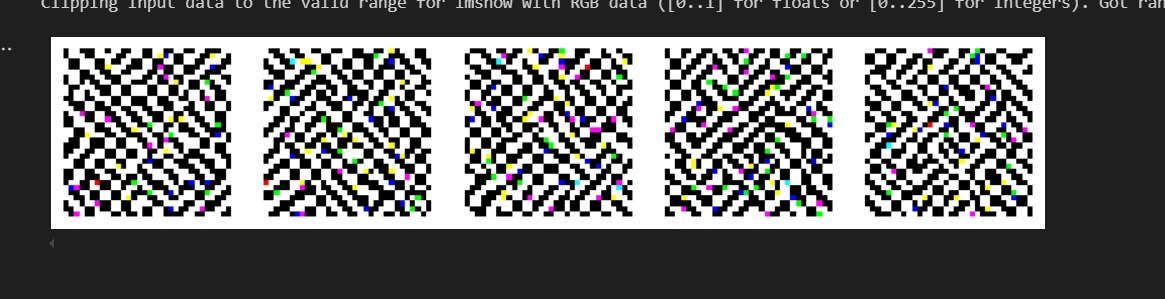 Clipping input data to the valid range for imshow with RGB data ([0..1] for floats or [0..255] for integers). Got ran
..